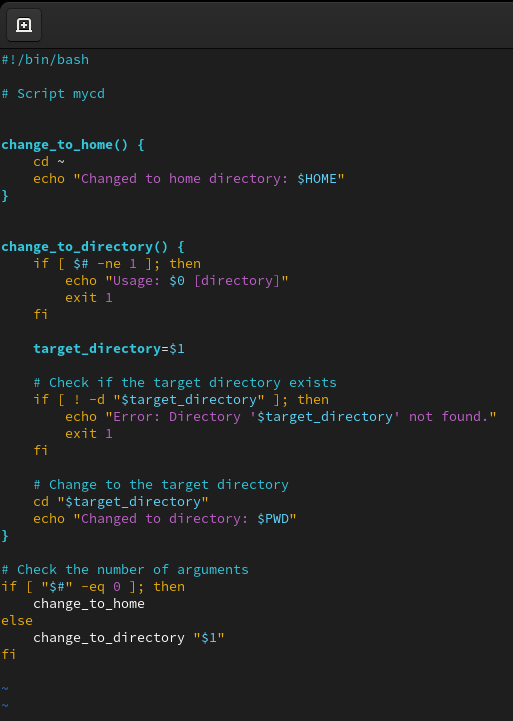 #!/bin/bash

# Script mycd


change_to_home() {
    cd ~
    echo "Changed to home directory: $HOME"
}


change_to_directory() {
    if [ $# -ne 1 ]; then
        echo "Usage: $0 [directory]"
        exit 1
    fi

    target_directory=$1

    # Check if the target directory exists
    if [ ! -d "$target_directory" ]; then
        echo "Error: Directory '$target_directory' not found."
        exit 1
    fi

    # Change to the target directory
    cd "$target_directory"
    echo "Changed to directory: $PWD"
}

# Check the number of arguments
if [ "$#" -eq 0 ]; then
    change_to_home
else
    change_to_directory "$1"
fi

~
~